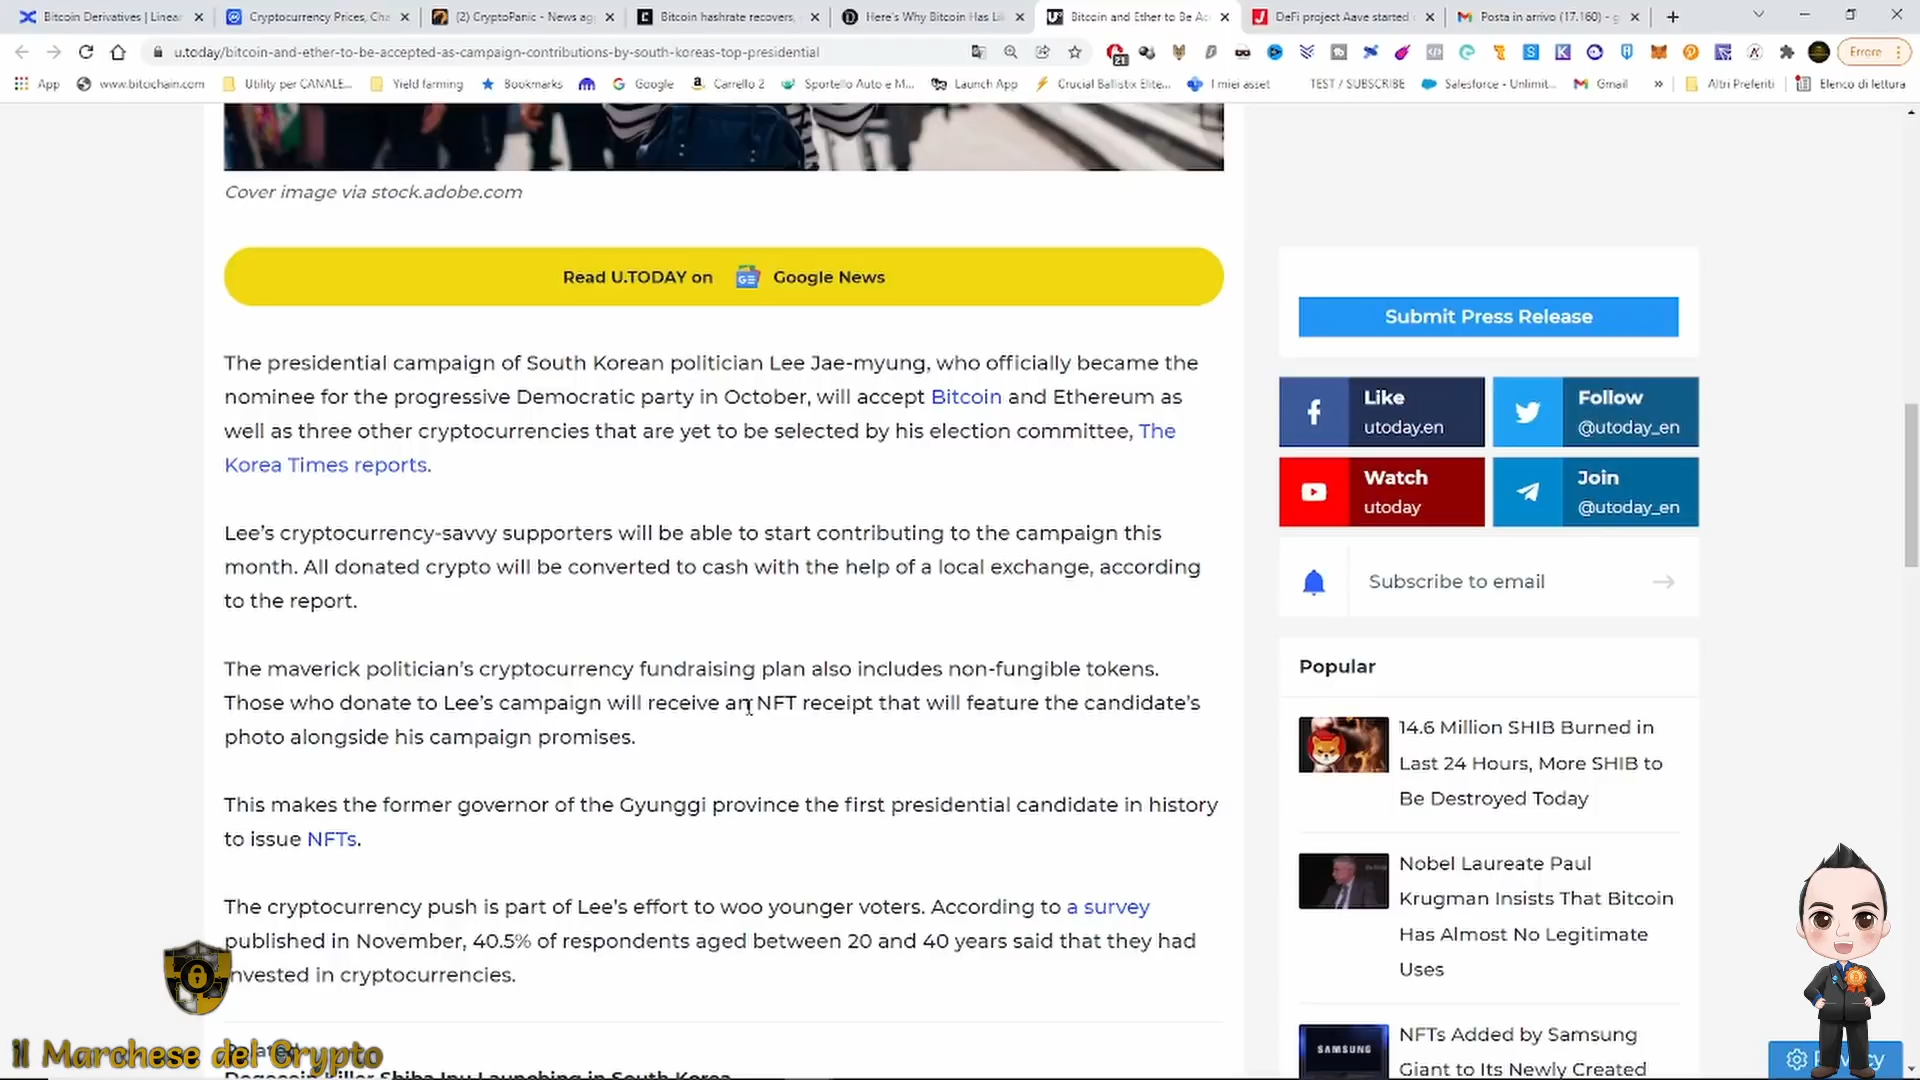 Bitcoin Derivatives | Linear
Cryptocurrency Prices, Cha
(2) CryptoPanic - News ag
Bitcoin hashrate recovers,
Here's Why Bitcoin Has Li
Bitcoin and Ether to Be Ac
DeFi project Aave started
Posta in arrivo (17.160) - g
u.today/bitcoin-and-ether-to-be-accepted-as-campaign-contributions-by-south-koreas-top-presidential
21
Errore
App
www.bitochain.com
Utility per CANALE...
Yield farming
Bookmarks
Google
Carrello 2
Sportello Auto e M...
Launch App
Crucial Ballistix Elite...
I miei asset
TEST / SUBSCRIBE
Salesforce - Unlimit...
Gmail
»
Altri Preferiti
Elenco di lettura
Cover image via stock.adobe.com
Read U.TODAY on GE Google News
The presidential campaign of South Korean politician Lee Jae-myung, who officially became the
nominee for the progressive Democratic party in October, will accept Bitcoin and Ethereum as
well as three other cryptocurrencies that are yet to be selected by his election committee, The
Korea Times reports.
Lee's cryptocurrency-savvy supporters will be able to start contributing to the campaign this
month. All donated crypto will be converted to cash with the help of a local exchange, according
to the report.
The maverick politician's cryptocurrency fundraising plan also includes non-fungible tokens.
Those who donate to Lee's campaign will receive an NFT receipt that will feature the candidate's
photo alongside his campaign promises.
This makes the former governor of the Gyunggi province the first presidential candidate in history
to issue NFTs.
The cryptocurrency push is part of Lee's effort to woo younger voters. According to a survey
published in November, 40.5% of respondents aged between 20 and 40 years said that they had
invested in cryptocurrencies.
Related
Dogecoin Killer Shiba Inu Launching in South Korea
Submit Press Release
Like
utoday.en
Follow
@utoday_en
Watch
utoday
Join
@utoday_en
Subscribe to email
Popular
14.6 Million SHIB Burned in
Last 24 Hours, More SHIB to
Be Destroyed Today
Nobel Laureate Paul
Krugman Insists That Bitcoin
Has Almost No Legitimate
Uses
SAMSUNG
NFTs Added by Samsung
Giant to Its Newly Created
Privacy
il Marchese del Crypto